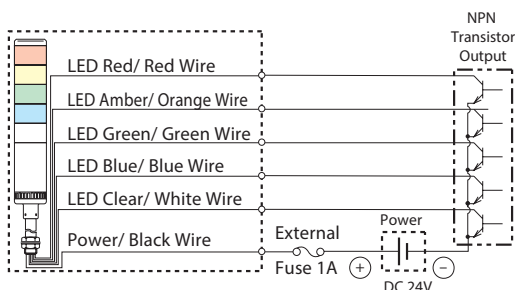 NPN
Transistor
Output
LED Red/ Red Wire
LED Amber/ Orange Wire
LED Green/ Green Wire
LED Blue/ Blue Wire
LED Clear/ White Wire
Power/ Black Wire
External
Fuse 1A
+
Power
−
DC 24V